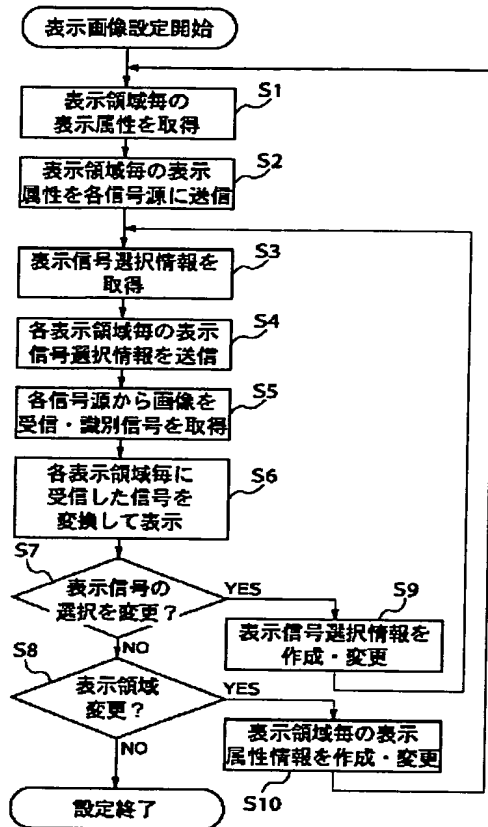 表示画像設定開始
S1
表示領域毎の
表示属性を取得
S2
表示領域毎の表示
属性を各信号源に送信
S3
表示信号選択情報を
取得
S4
各表示領域毎の表示
信号選択情報を送信
S5
各信号源から画像を
受信・識別信号を取得
S6
各表示領域毎に
受信した信号を
変換して表示
S7
表示信号の
選択を変更？
YES
S9
表示信号選択情報を
作成・変更
NO
S8
表示領域
変更？
YES
表示領域毎の表示
属性情報を作成・変更
S10
NO
設定終了